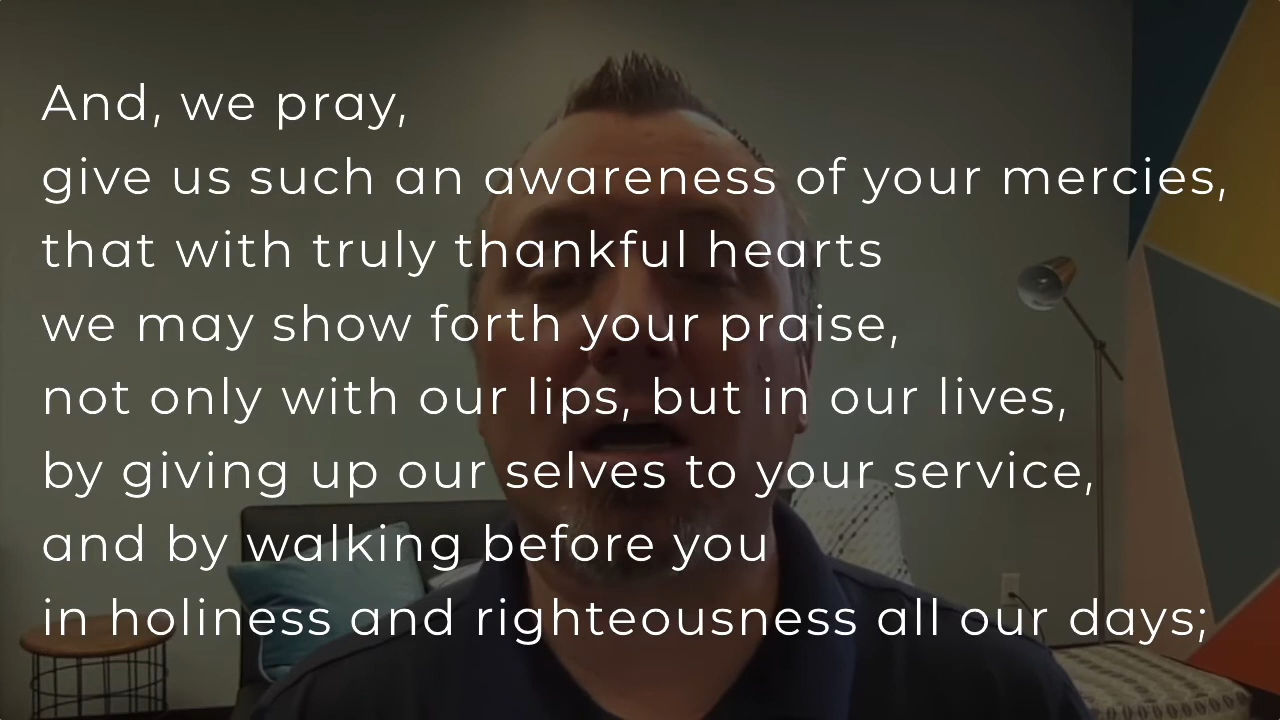 And, we pray,
give us such an awareness of your mercies,
that with truly thankful hearts
we may show forth your praise,
not only with our lips, but in our lives,
by giving up our selves to your service,
and by walking before you
in holiness and righteousness all our days;